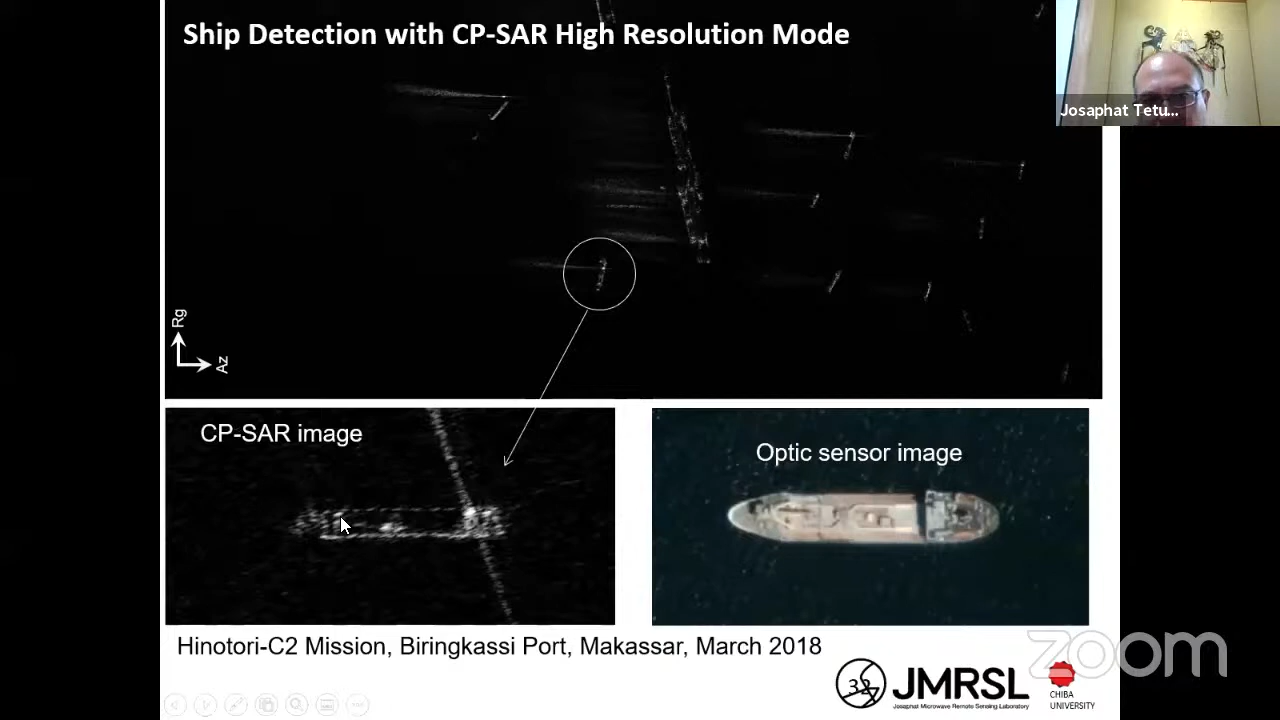 Ship Detection with CP-SAR High Resolution Mode
Josaphat Tetu...
Rg
Az
CP-SAR image
Optic sensor image
Hinotori-C2 Mission, Biringkassi Port, Makassar, March 2018
zoom
32
JMRSL
Josaphat Microwave Remote Sensing Laboratory
CHIBA
UNIVERSITY